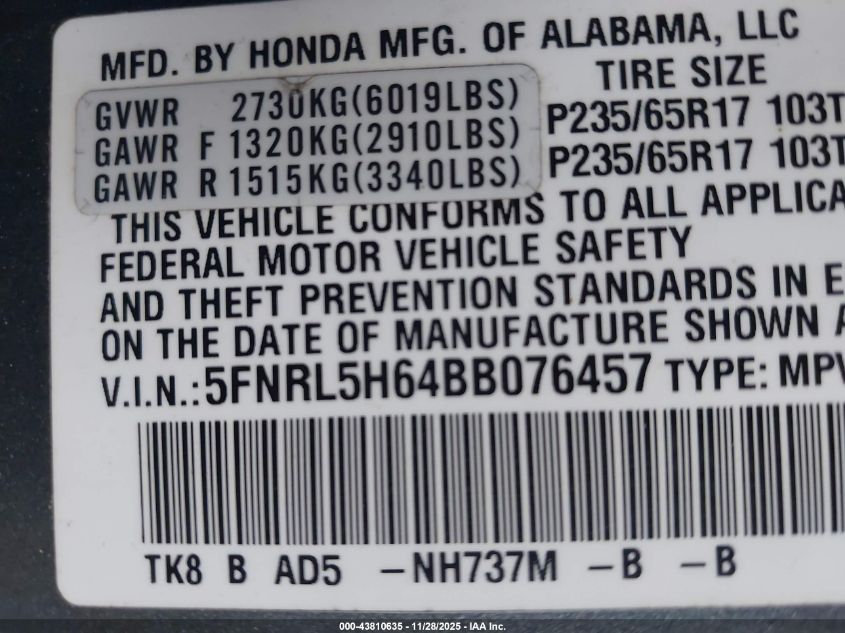 MFD. BY HONDA MFG. OF ALABAMA, LLC
TIRE SIZE
GVWR 2730KG(6019LBS)
GAWR F 1320KG(2910LBS) P235/65R17 103T
GAWR R 1515KG(3340LBS) P235/65R17 103T
THIS VEHICLE CONFORMS TO ALL APPLICA
FEDERAL MOTOR VEHICLE SAFETY
AND THEFT PREVENTION STANDARDS IN E
ON THE DATE OF MANUFACTURE SHOWN A
V.I.N.: 5FNRL5H64BB076457 TYPE: MPV
TK8 B AD5 -NH737M -B -B
000-43810635 - 11/28/2025 - IAA Inc.